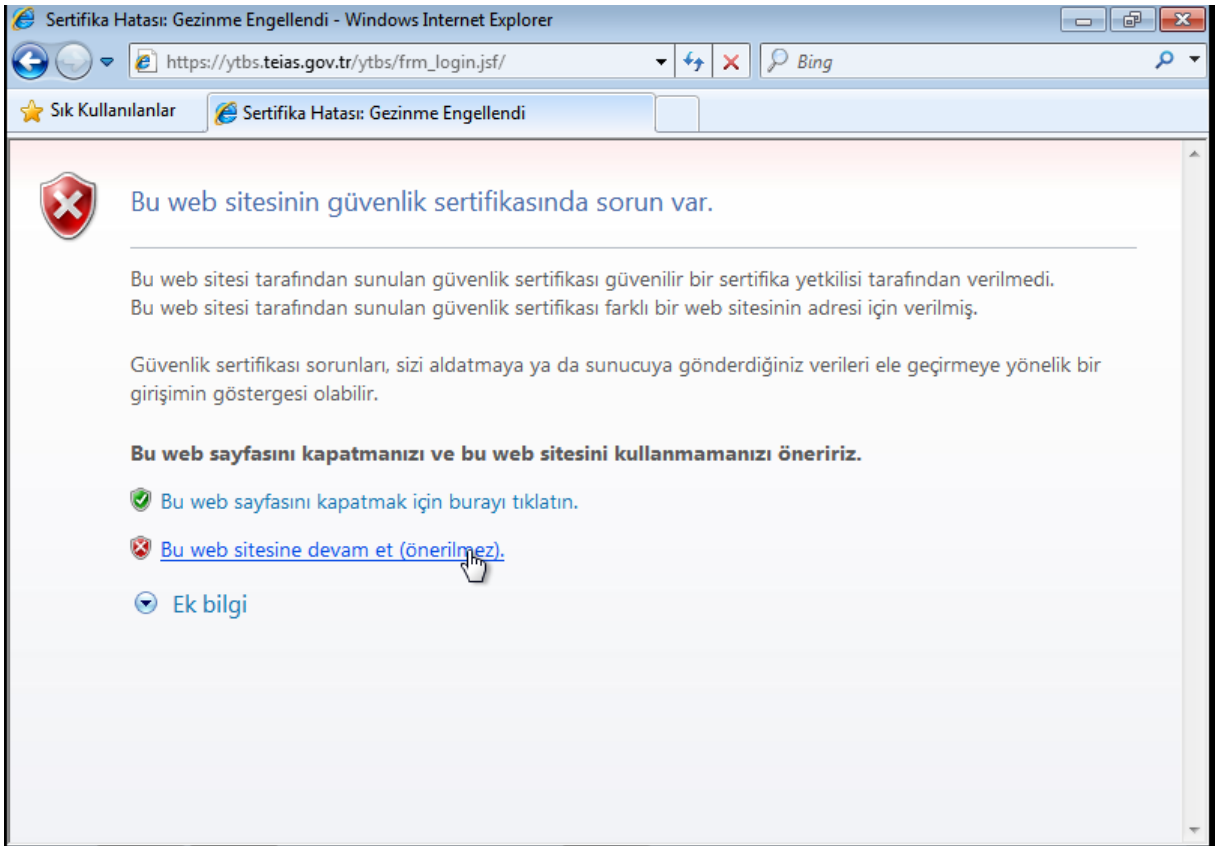 Sertifika Hatası: Gezinme Engellendi - Windows Internet Explorer
https://ytbs.teias.gov.tr/ytbs/frm_login.jsf/
Bing
Sık Kullanılanlar
Sertifika Hatası: Gezinme Engellendi
Bu web sitesinin güvenlik sertifikasında sorun var.
Bu web sitesi tarafından sunulan güvenlik sertifikası güvenilir bir sertifika yetkilisi tarafından verilmedi.
Bu web sitesi tarafından sunulan güvenlik sertifikası farklı bir web sitesinin adresi için verilmiş.
Güvenlik sertifikası sorunları, sizi aldatmaya ya da sunucuya gönderdiğiniz verileri ele geçirmeye yönelik bir
girişimin göstergesi olabilir.
Bu web sayfasını kapatmanızı ve bu web sitesini kullanmamanızı öneririz.
Bu web sayfasını kapatmak için burayı tıklatın.
Bu web sitesine devam et (önerilmez).
Ek bilgi